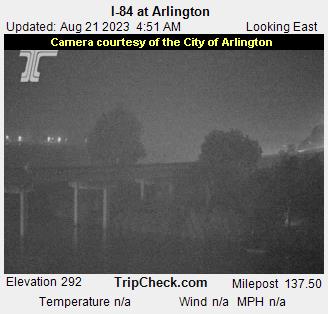 I-84 at Arlington
Updated: Aug 21 2023 4:51 AM Looking East
Camera courtesy of the City of Arlington
Elevation 292 TripCheck.com Milepost 137.50
Temperature n/a Wind n/a MPH n/a